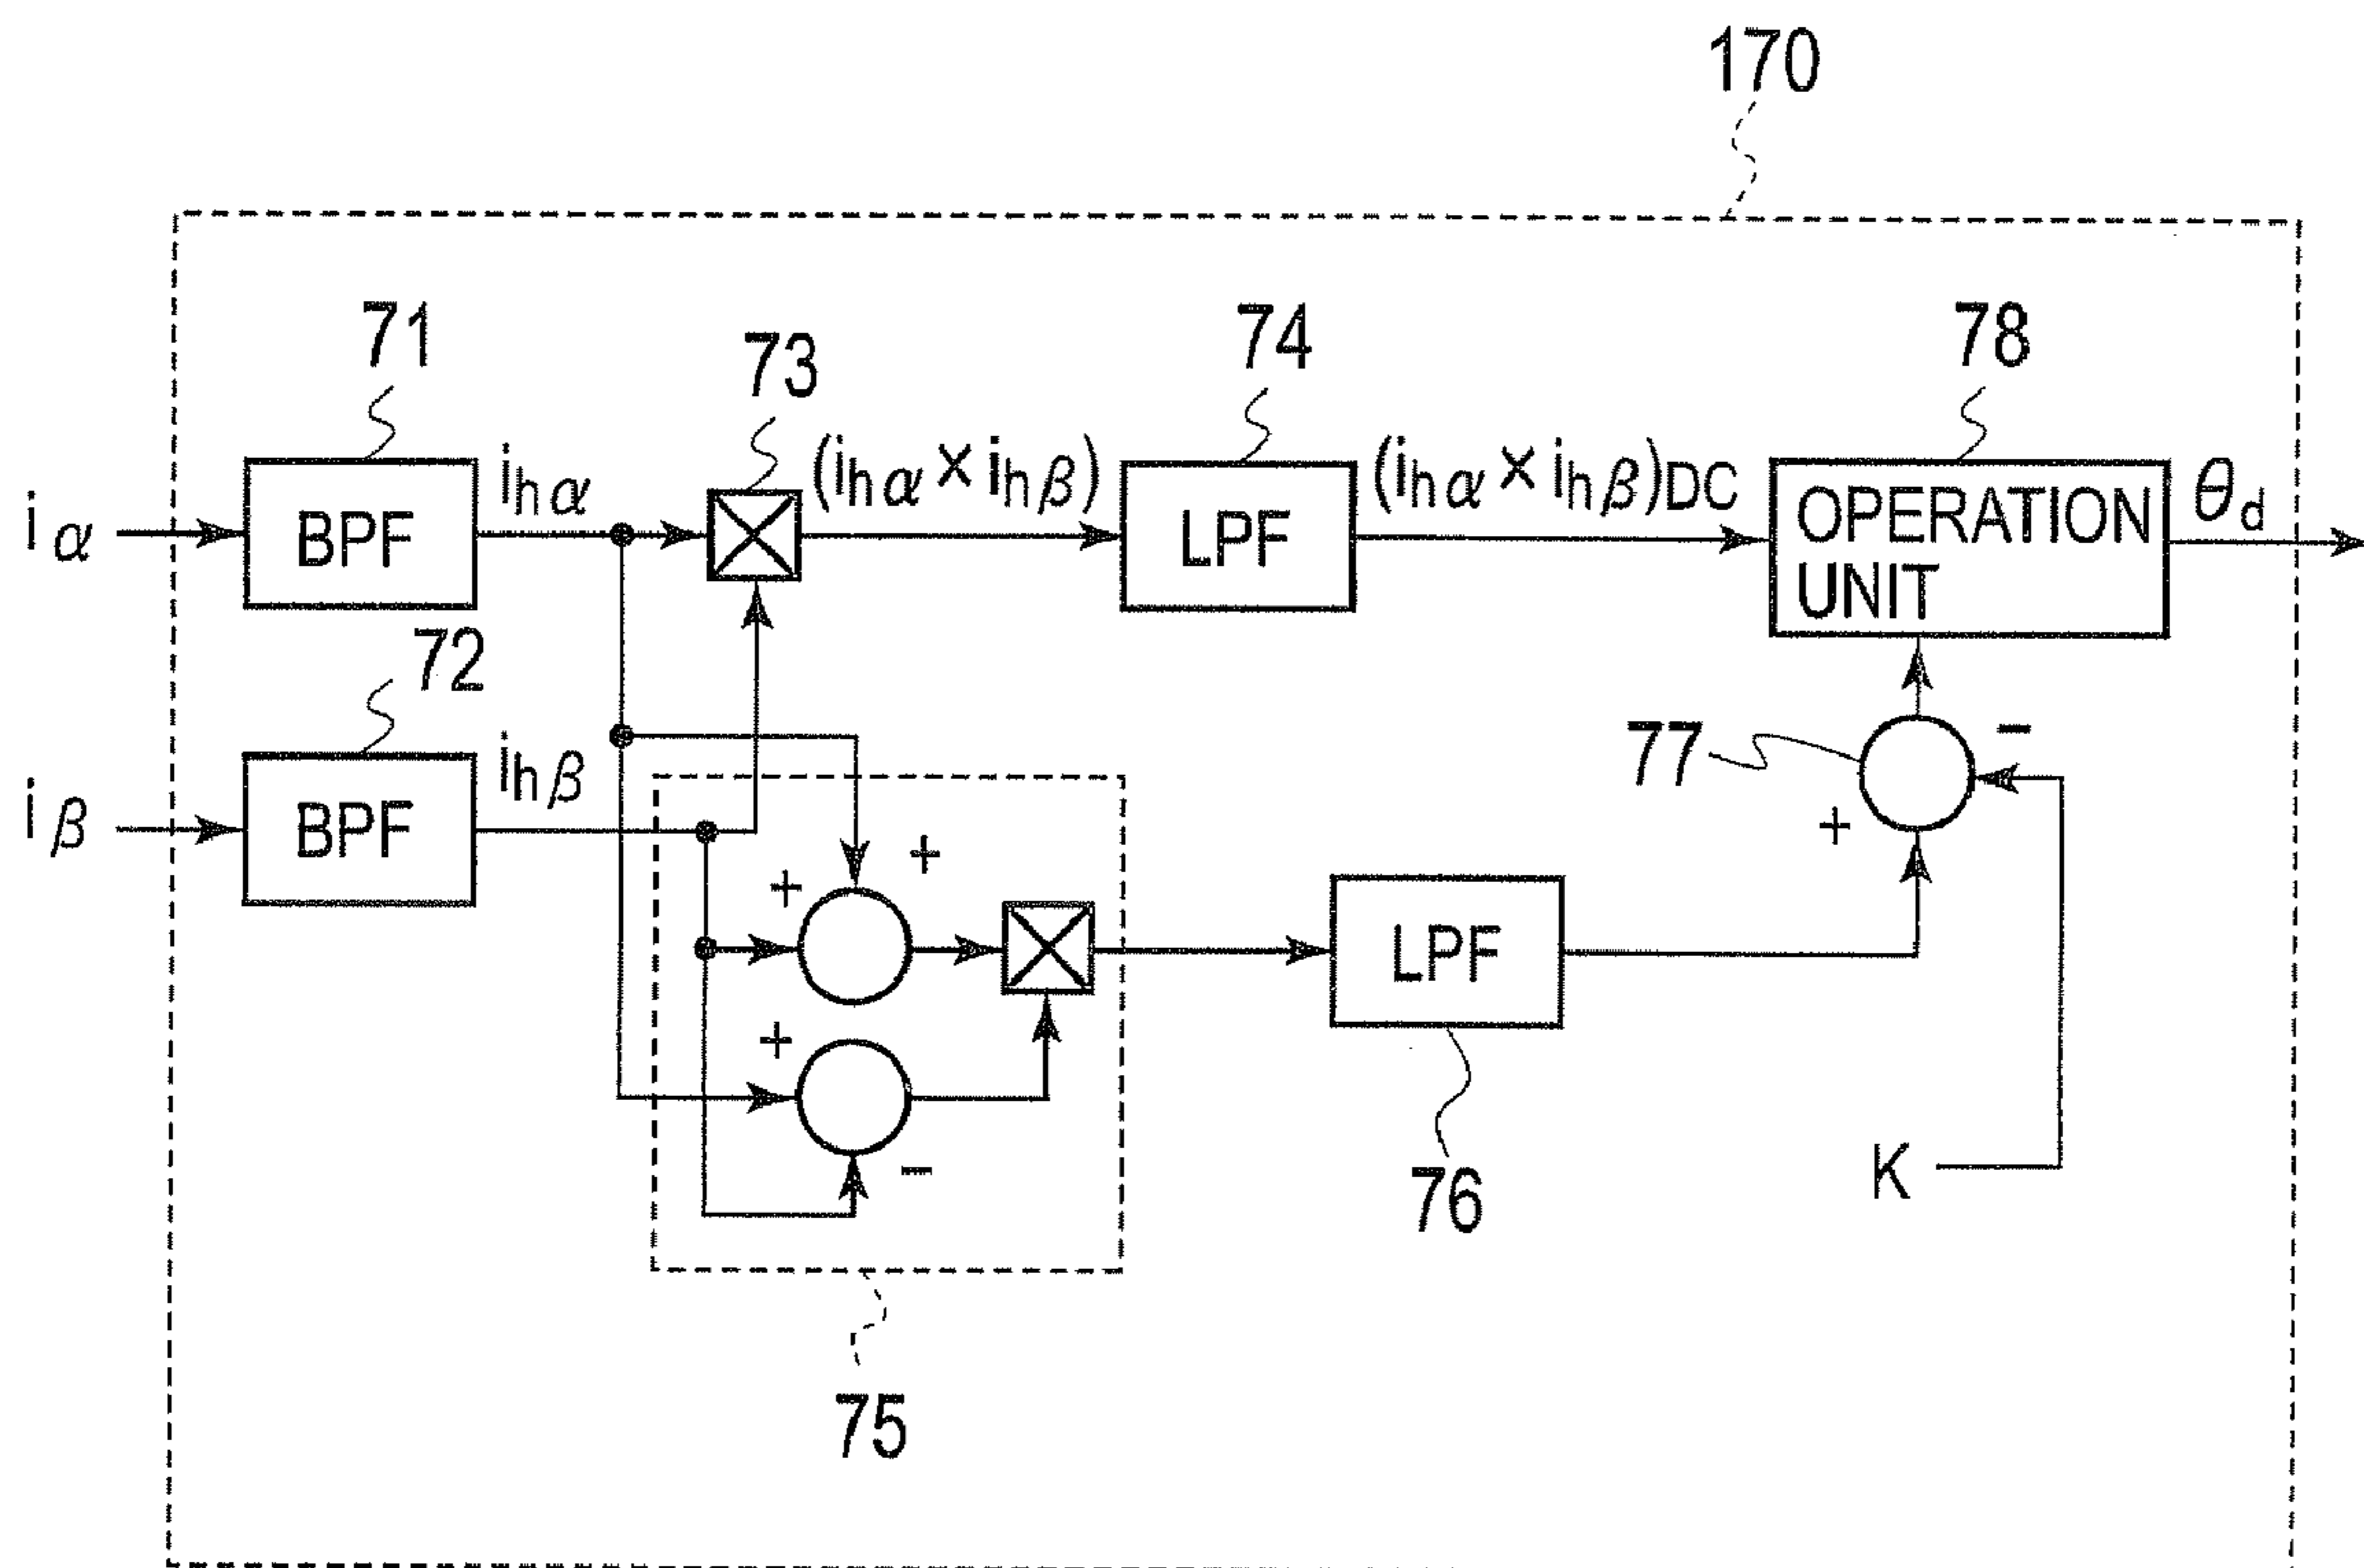 170
71
73
74
78
iα
BPF
ihα
(ihα × ihβ)
LPF
(ihα × ihβ)DC
OPERATION
UNIT
θd
72
iβ
BPF
ihβ
77
-
+
+
+
LPF
+
-
K
76
75